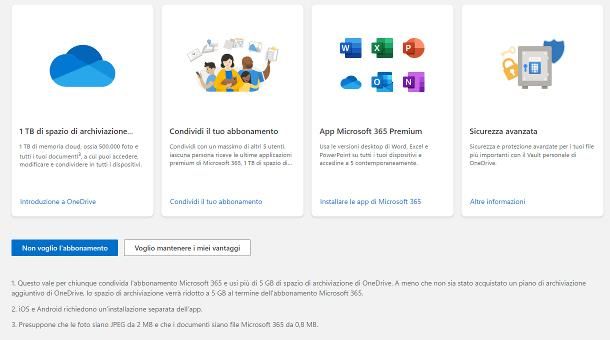 W
X
P
O
N
1 TB di spazio di archiviazione...
1 TB di memoria cloud, ossia 500.000 foto e
tutti i tuoi documenti³, a cui puoi accedere,
modificare e condividere in tutti i dispositivi.
Introduzione a OneDrive
Condividi il tuo abbonamento
Condividi con un massimo di altri 5 utenti.
iascuna persona riceve le ultime applicazioni
premium di Microsoft 365, 1 TB di spazio di...
Condividi il tuo abbonamento
App Microsoft 365 Premium
Usa le versioni desktop di Word, Excel e
PowerPoint su tutti i tuoi dispositivi e
accedine a 5 contemporaneamente.
Installare le app di Microsoft 365
Sicurezza avanzata
Sicurezza e protezione avanzate per i tuoi file
più importanti con il Vault personale di
OneDrive.
Altre informazioni
Non voglio l'abbonamento
Voglio mantenere i miei vantaggi
1. Questo vale per chiunque condivida l'abbonamento Microsoft 365 e usi più di 5 GB di spazio di archiviazione di OneDrive. A meno che non sia stato acquistato un piano di archiviazione
aggiuntivo di OneDrive, lo spazio di archiviazione verrà ridotto a 5 GB al termine dell'abbonamento Microsoft 365.
2. iOS e Android richiedono un'installazione separata dell'app.
3. Presuppone che le foto siano JPEG da 2 MB e che i documenti siano file Microsoft 365 da 0,8 MB.